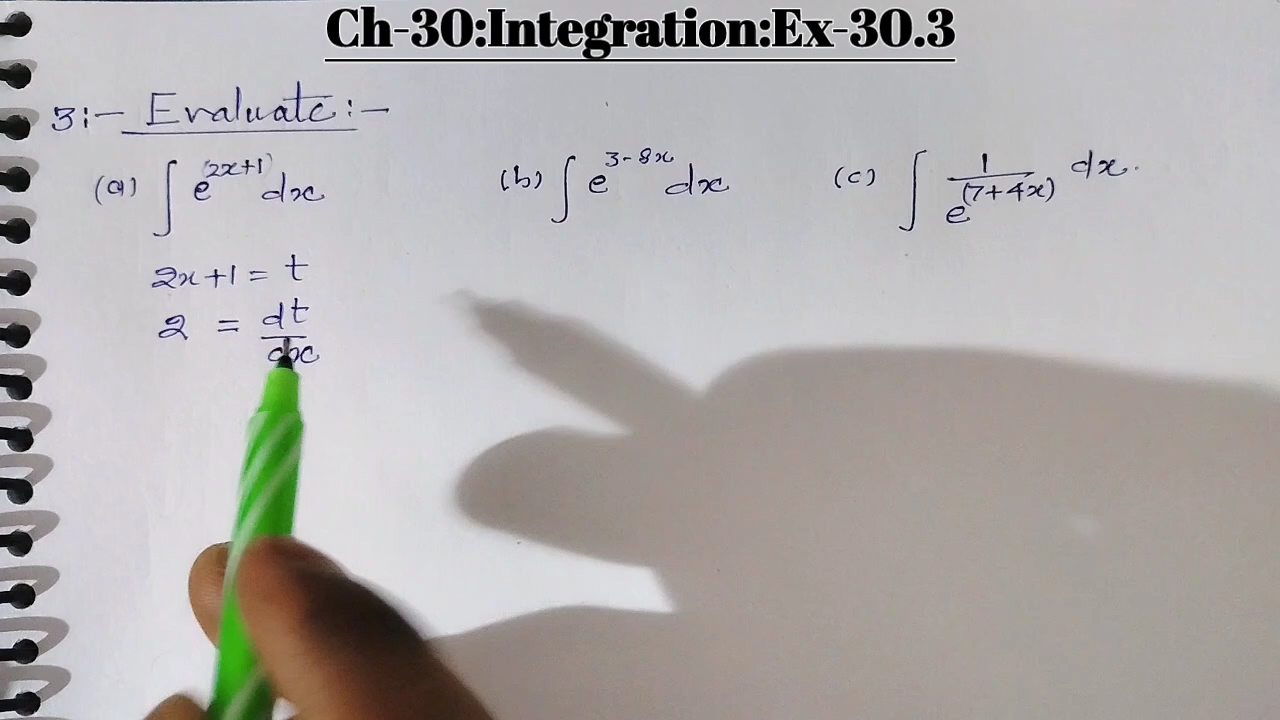 Ch-30:Integration:Ex-30.3
3:- Evaluate:-
(a) ∫ e^(2x+1) dx (b) ∫ e^3-8x dx (c) ∫ 1/e^(7+4x) dx.
2x+1 = t
2 = dt/dx